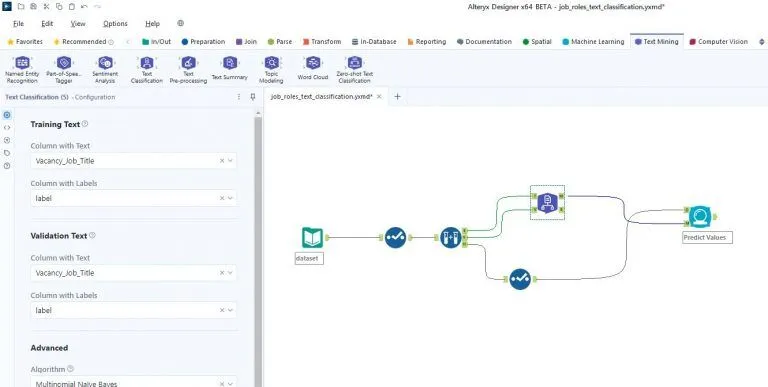 Alteryx Designer x64 BETA - job_roles_text_classification.yxmd*
File Edit View Options Help
Favorites Recommended In/Out Preparation Join Parse Transform In-Database Reporting Documentation Spatial Machine Learning Text Mining Computer Vision
Named Entity Recognition
Part-of-Spee... Tagger
Sentiment Analysis
Text Classification
Text Pre-processing
Text Summary
Topic Modeling
Word Cloud
Zero-shot Text Classification
Text Classification (5) - Configuration
job_roles_text_classification.yxmd*
Training Text
Column with Text
Vacancy_Job_Title
Column with Labels
label
Validation Text
Column with Text
Vacancy_Job_Title
Column with Labels
label
Advanced
Algorithm
Multinomial Naive Bayes
dataset
Predict Values